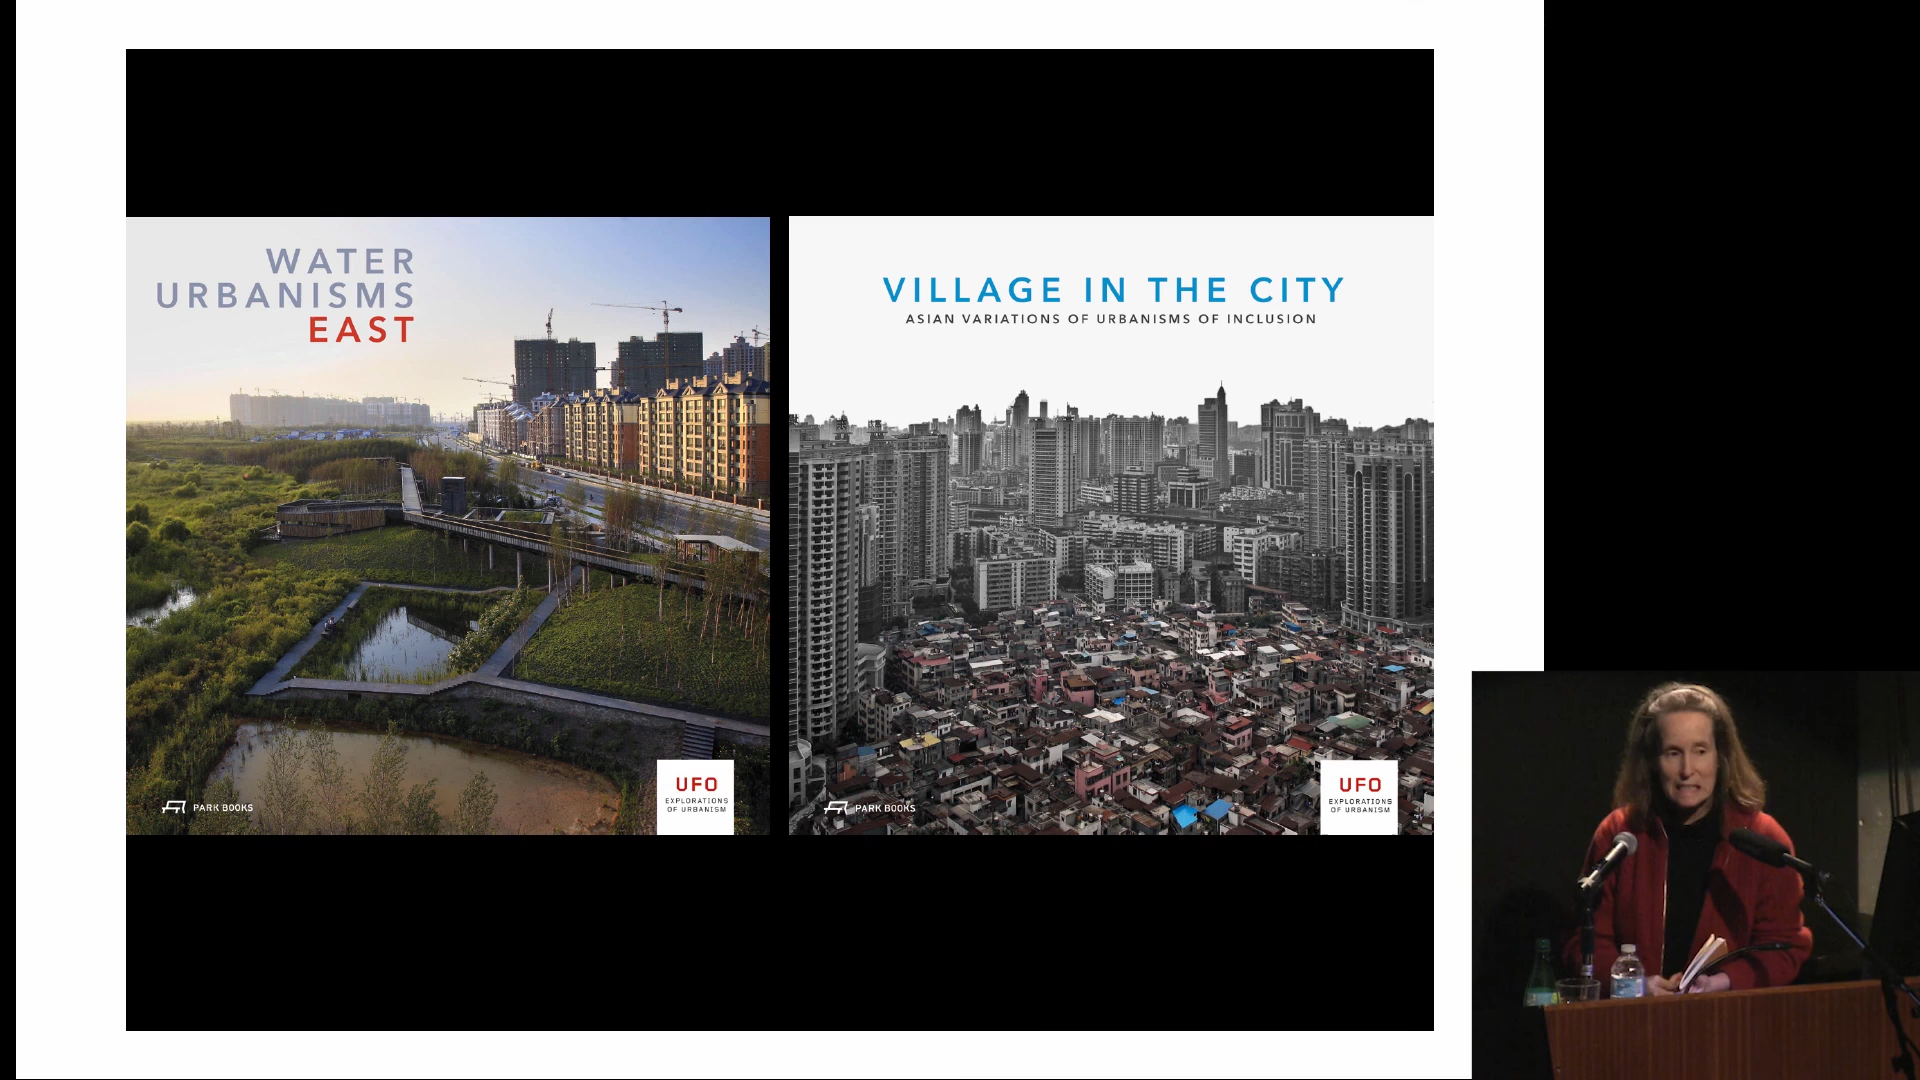 WATER
URBANISMS
EAST
PARK BOOKS
UFO
EXPLORATIONS
OF URBANISM
VILLAGE IN THE CITY
ASIAN VARIATIONS OF URBANISMS OF INCLUSION
PARK BOOKS
UFO
EXPLORATIONS
OF URBANISM